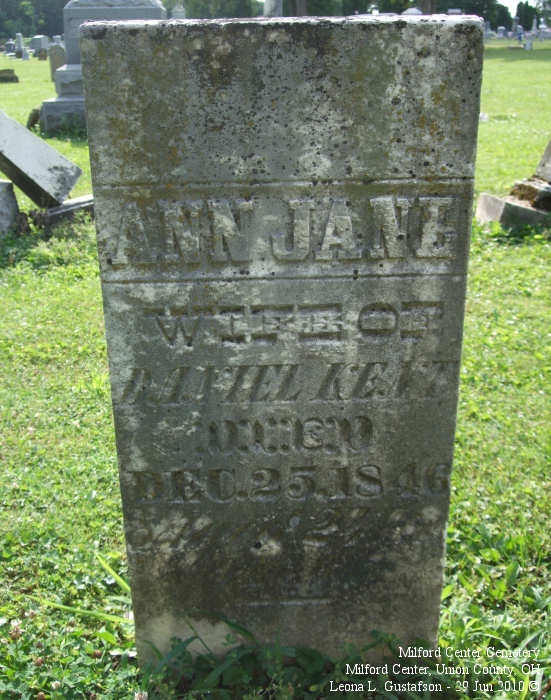 ANN JANE
WIFE OF
DANIEL KENT
DIED
DEC. 25. 1846
Milford Center Cemetery
Milford Center, Union County, OH
Leona L. Gustafson - 29 Jun 2010 ©